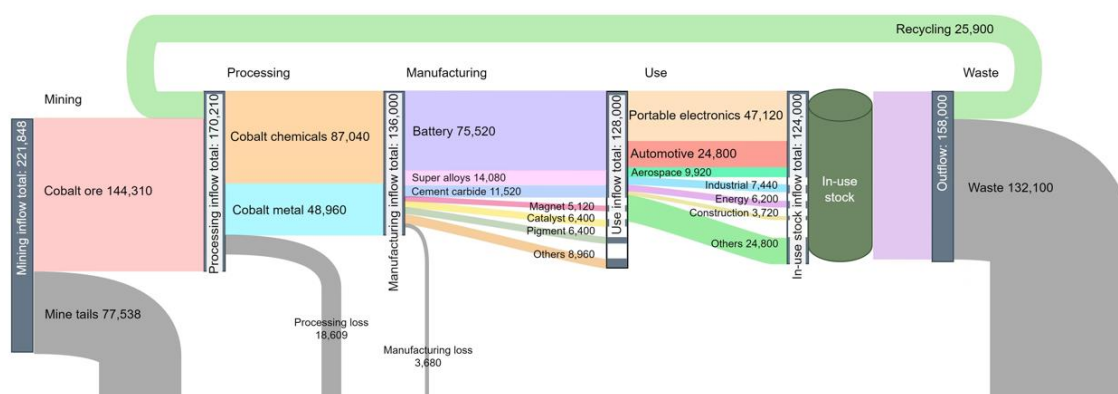 Recycling 25,900
Mining
Processing
Manufacturing
Use
Waste
Mining inflow total: 221,848
Cobalt ore 144,310
Mine tails 77,538
Processing inflow total: 170,210
Cobalt chemicals 87,040
Cobalt metal 48,960
Processing loss
18,609
Manufacturing inflow total: 136,000
Battery 75,520
Super alloys 14,080
Cement carbide 11,520
Magnet 5,120
Catalyst 6,400
Pigment 6,400
Others 8,960
Manufacturing loss
3,680
Use inflow total: 128,000
Portable electronics 47,120
Automotive 24,800
Aerospace 9,920
Industrial 7,440
Energy 6,200
Construction 3,720
Others 24,800
In-use stock inflow total: 124,000
In-use
stock
Outflow: 158,000
Waste 132,100